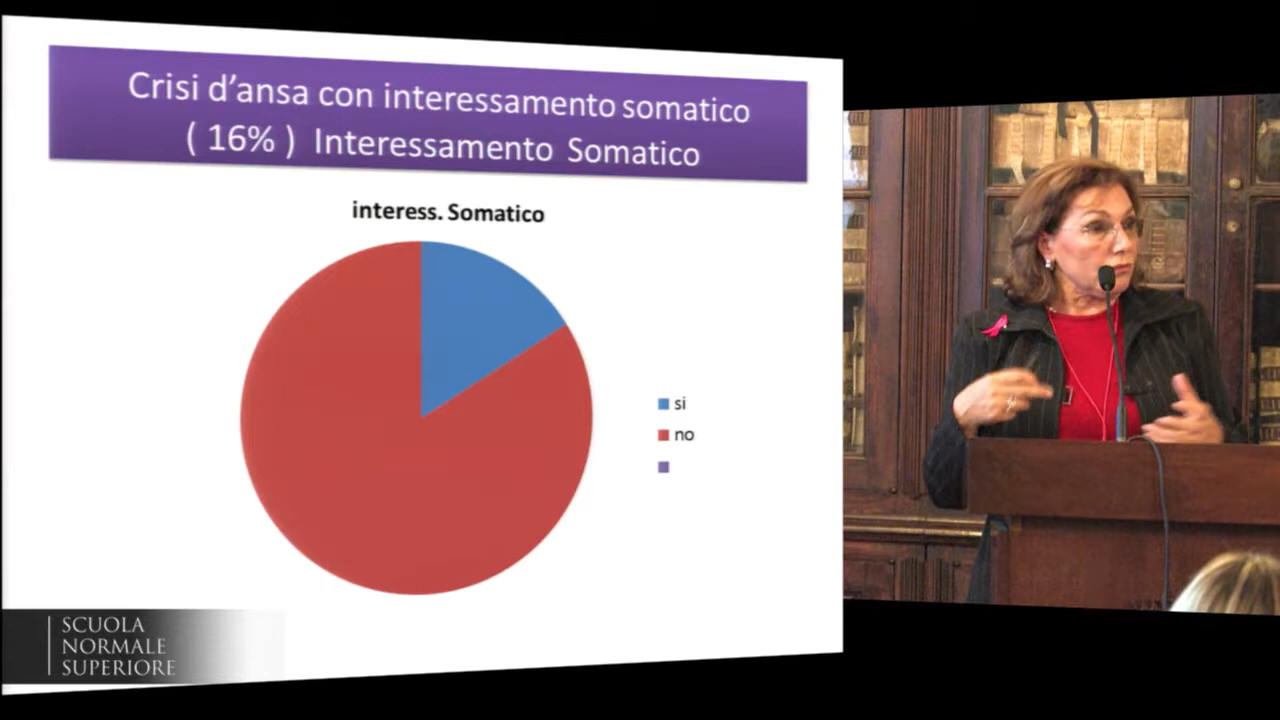 Crisi d'ansa con interessamento somatico
( 16% ) Interessamento Somatico
interess. Somatico
si
no
SCUOLA
NORMALE
SUPERIORE